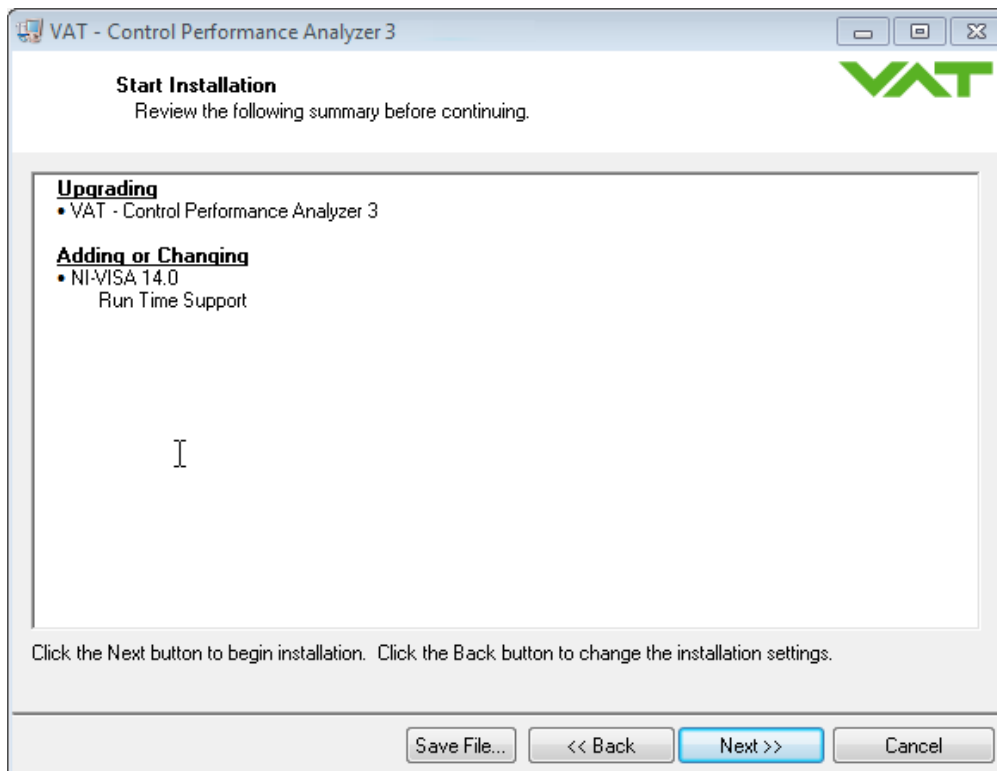 VAT - Control Performance Analyzer 3
Start Installation
Review the following summary before continuing.
VAT
Upgrading
• VAT - Control Performance Analyzer 3
Adding or Changing
• NI-VISA 14.0
Run Time Support
Click the Next button to begin installation.  Click the Back button to change the installation settings.
Save File... << Back Next >> Cancel